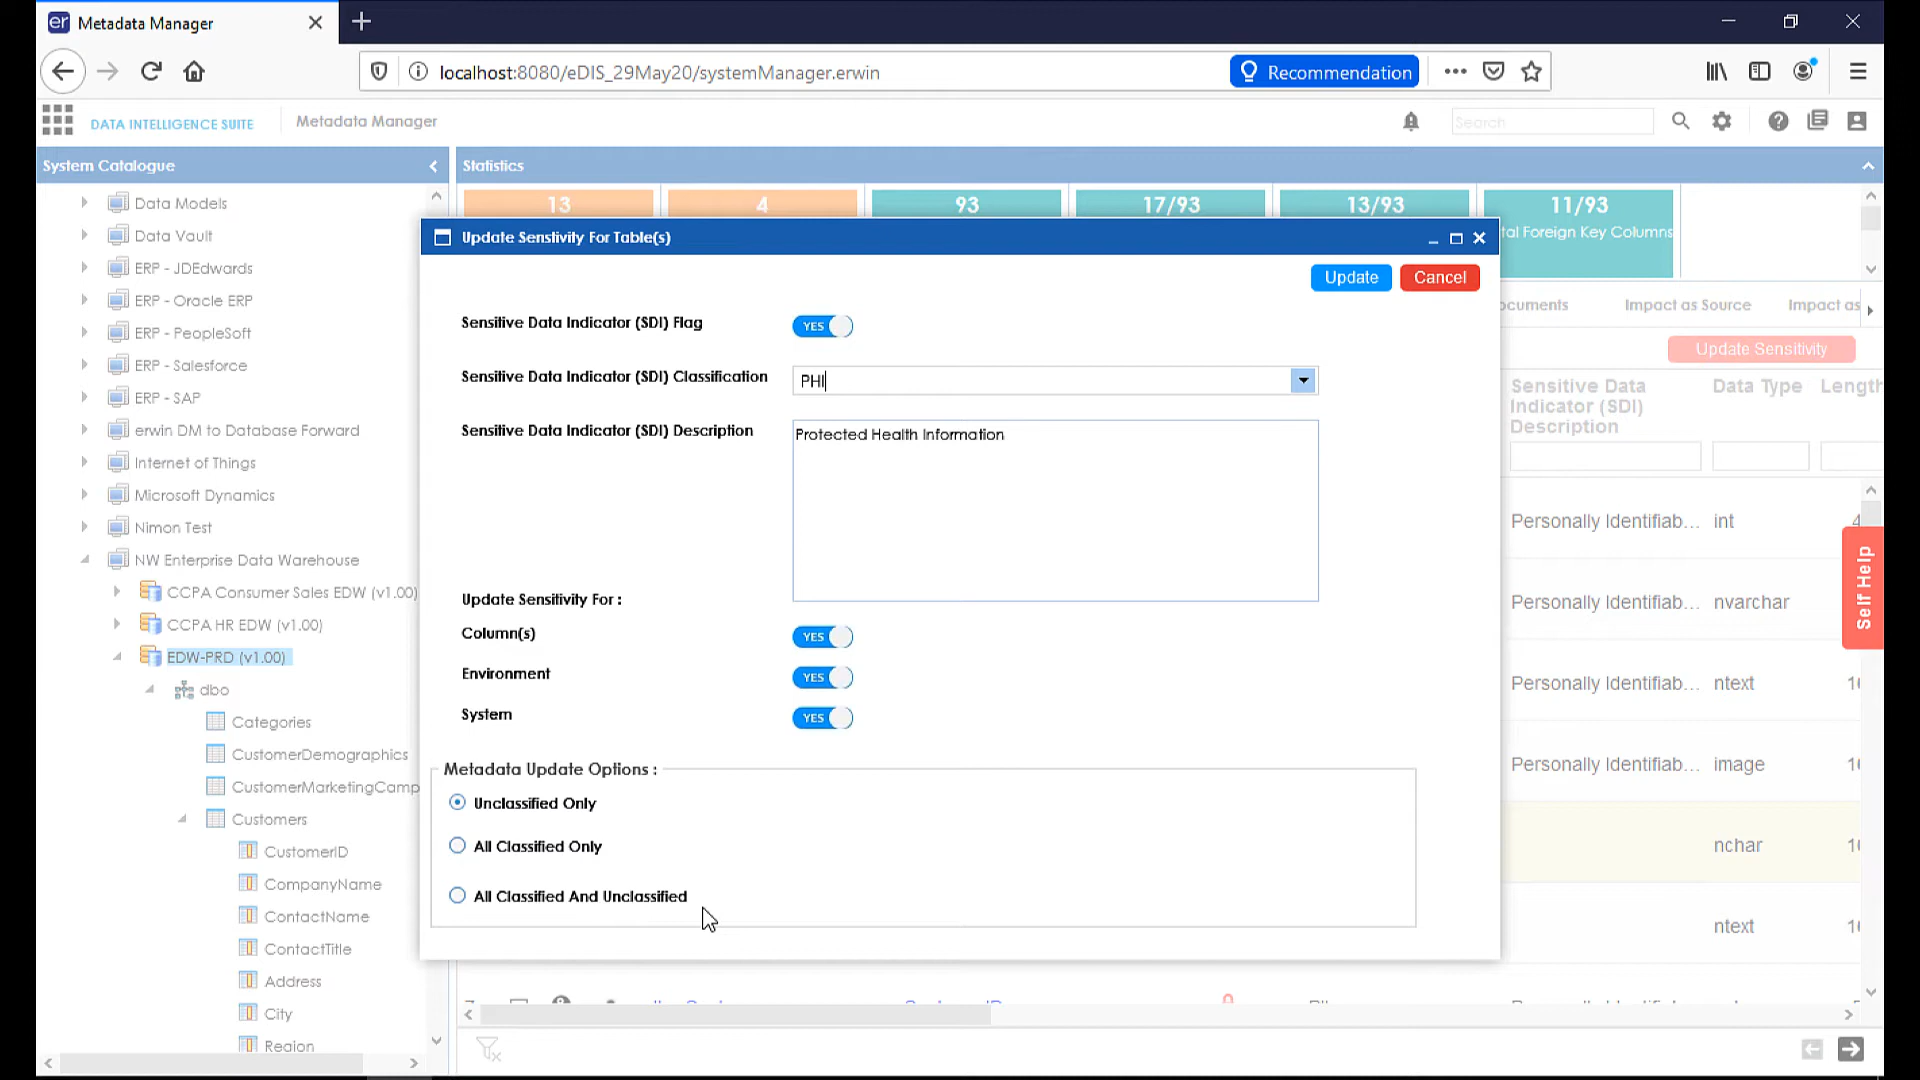 er Metadata Manager
localhost:8080/eDIS_29May20/systemManager.erwin
Recommendation
DATA INTELLIGENCE SUITE
Metadata Manager
Search
System Catalogue
Statistics
Data Models
Data Vault
ERP - JDEdwards
ERP - Oracle ERP
ERP - PeopleSoft
ERP - Salesforce
ERP - SAP
erwin DM to Database Forward
Internet of Things
Microsoft Dynamics
Nimon Test
NW Enterprise Data Warehouse
CCPA Consumer Sales EDW (v1.00)
CCPA HR EDW (v1.00)
EDW-PRD (v1.00)
dbo
Categories
CustomerDemographics
CustomerMarketingCamp
Customers
CustomerID
CompanyName
ContactName
ContactTitle
Address
City
Region
13
4
93
17/93
13/93
11/93
tal Foreign Key Columns
Update Senstivity For Table(s)
Update
Cancel
Sensitive Data Indicator (SDI) Flag
YES
Sensitive Data Indicator (SDI) Classification
PHI
Sensitive Data Indicator (SDI) Description
Protected Health Information
Update Sensitivity For :
Column(s)
YES
Environment
YES
System
YES
Metadata Update Options :
Unclassified Only
All Classified Only
All Classified And Unclassified
ocuments
Impact as Source
Impact as
Update Sensitivity
Sensitive Data
Indicator (SDI)
Description
Data Type
Length
Personally Identifiab... int 4
Personally Identifiab... nvarchar
Personally Identifiab... ntext
Personally Identifiab... image
nchar
ntext
Self Help